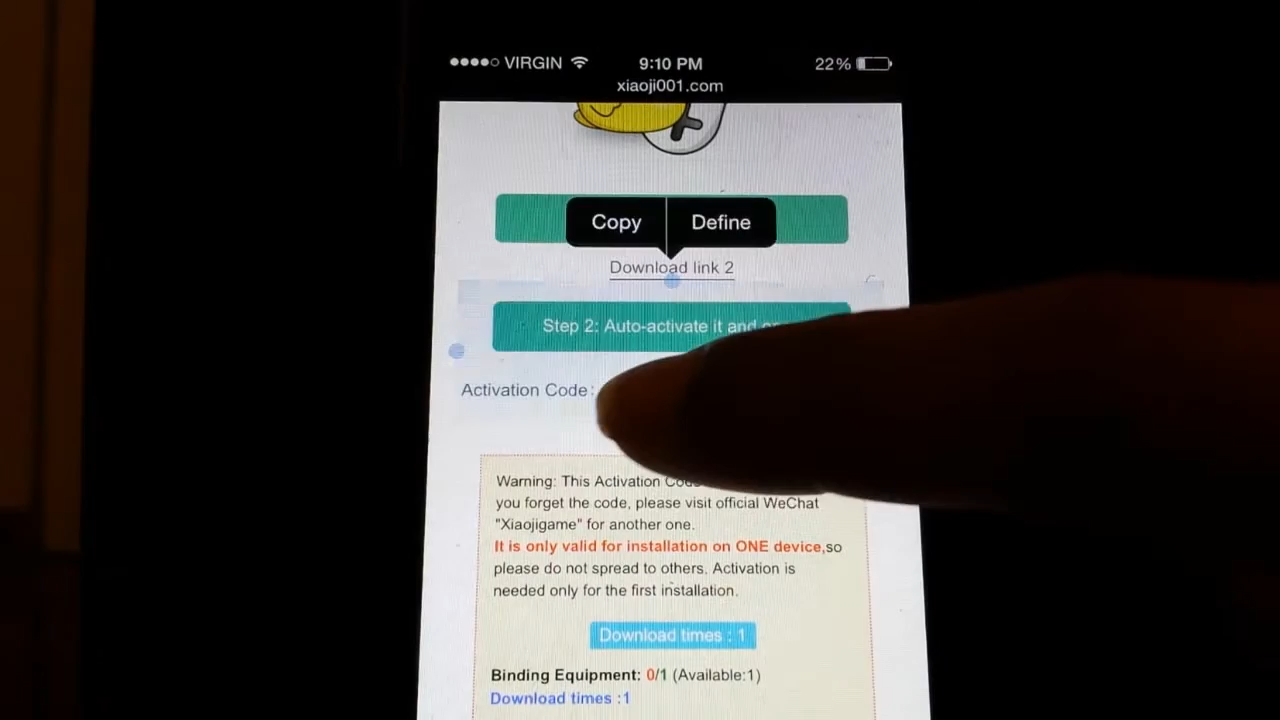 VIRGIN 9:10 PM 22%
xiaoji001.com
Copy Define
Download link 2
Step 2: Auto-activate it and
Activation Code:
Warning: This Activation Code
you forget the code, please visit official WeChat
"Xiaojigame" for another one.
It is only valid for installation on ONE device,so
please do not spread to others. Activation is
needed only for the first installation.
Download times : 1
Binding Equipment: 0/1 (Available:1)
Download times :1